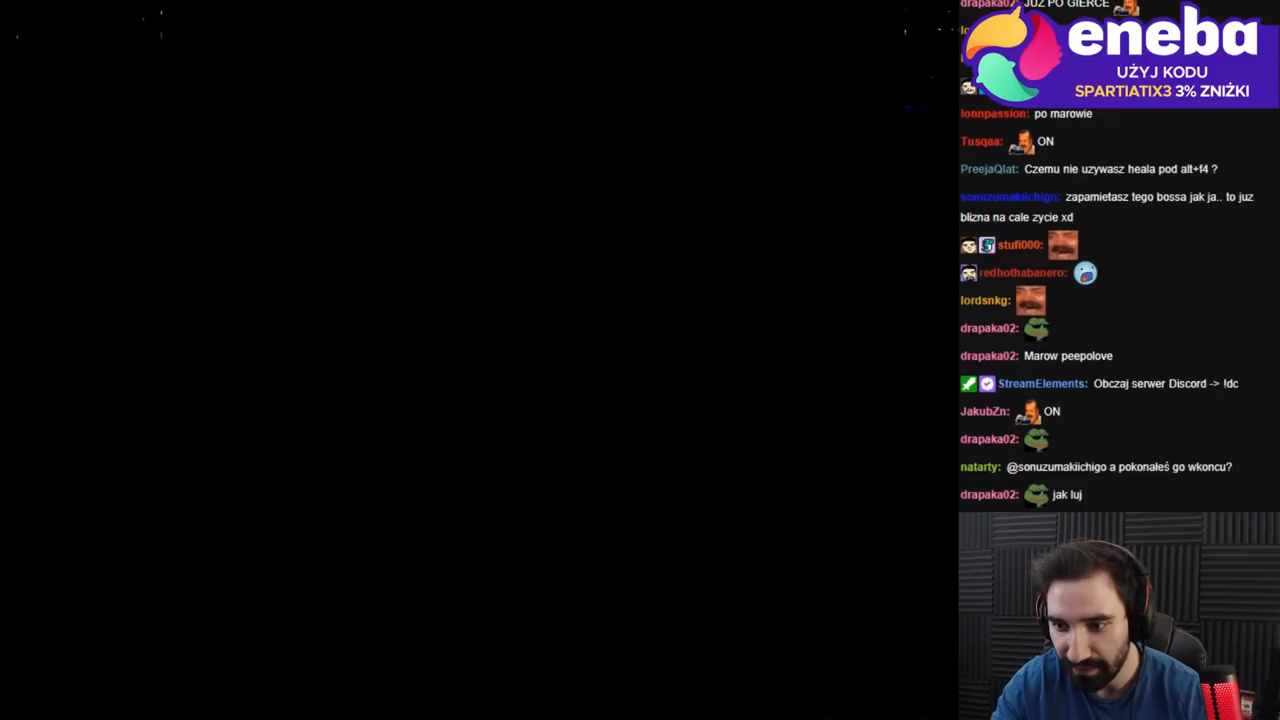 drapaka02: JUŻ PO GIERCE
eneba
UŻYJ KODU
SPARTIATIX3 3% ZNIŻKI
lonnpassion: po marowie
Tusqaa: ON
PreejaQlat: Czemu nie uzywasz heala pod alt+f4 ?
sonuzumakiichigo: zapamietasz tego bossa jak ja.. to juz
blizna na cale zycie xd
stufi000:
redhothabanero:
lordsnkg:
drapaka02:
drapaka02: Marow peepolove
StreamElements: Obczaj serwer Discord -> !dc
JakubZn: ON
drapaka02:
natarty: @sonuzumakiichigo a pokonałeś go wkoncu?
drapaka02: jak luj